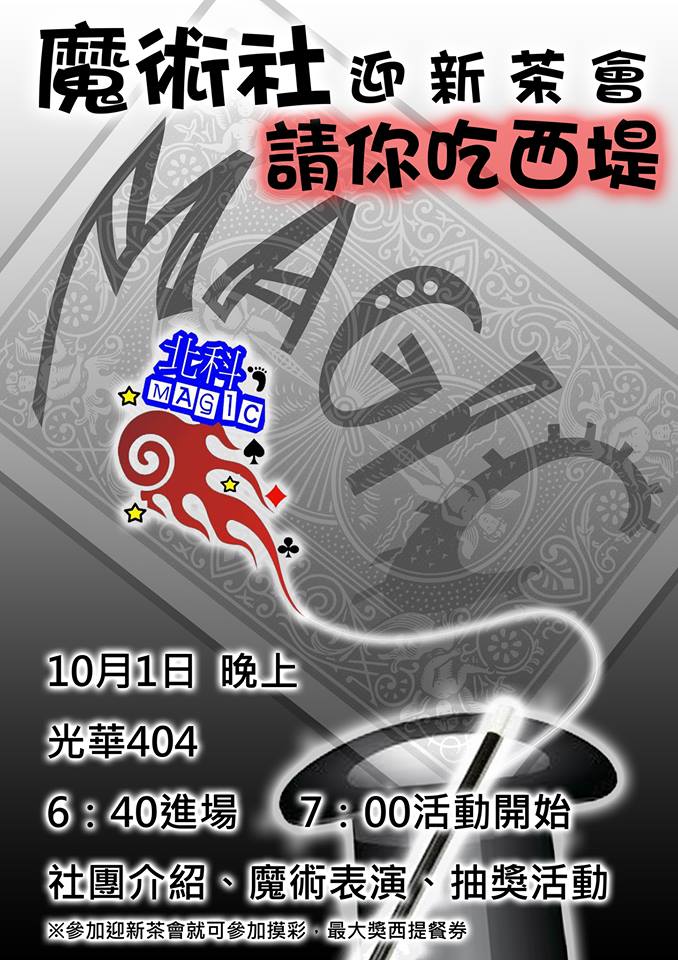 魔術社 迎新茶會
請你吃西堤
MAGIC
北科
MAGIC
10月1日 晚上
光華404
6：40進場 7：00活動開始
社團介紹、魔術表演、抽獎活動
※參加迎新茶會就可參加摸彩，最大獎西提餐券